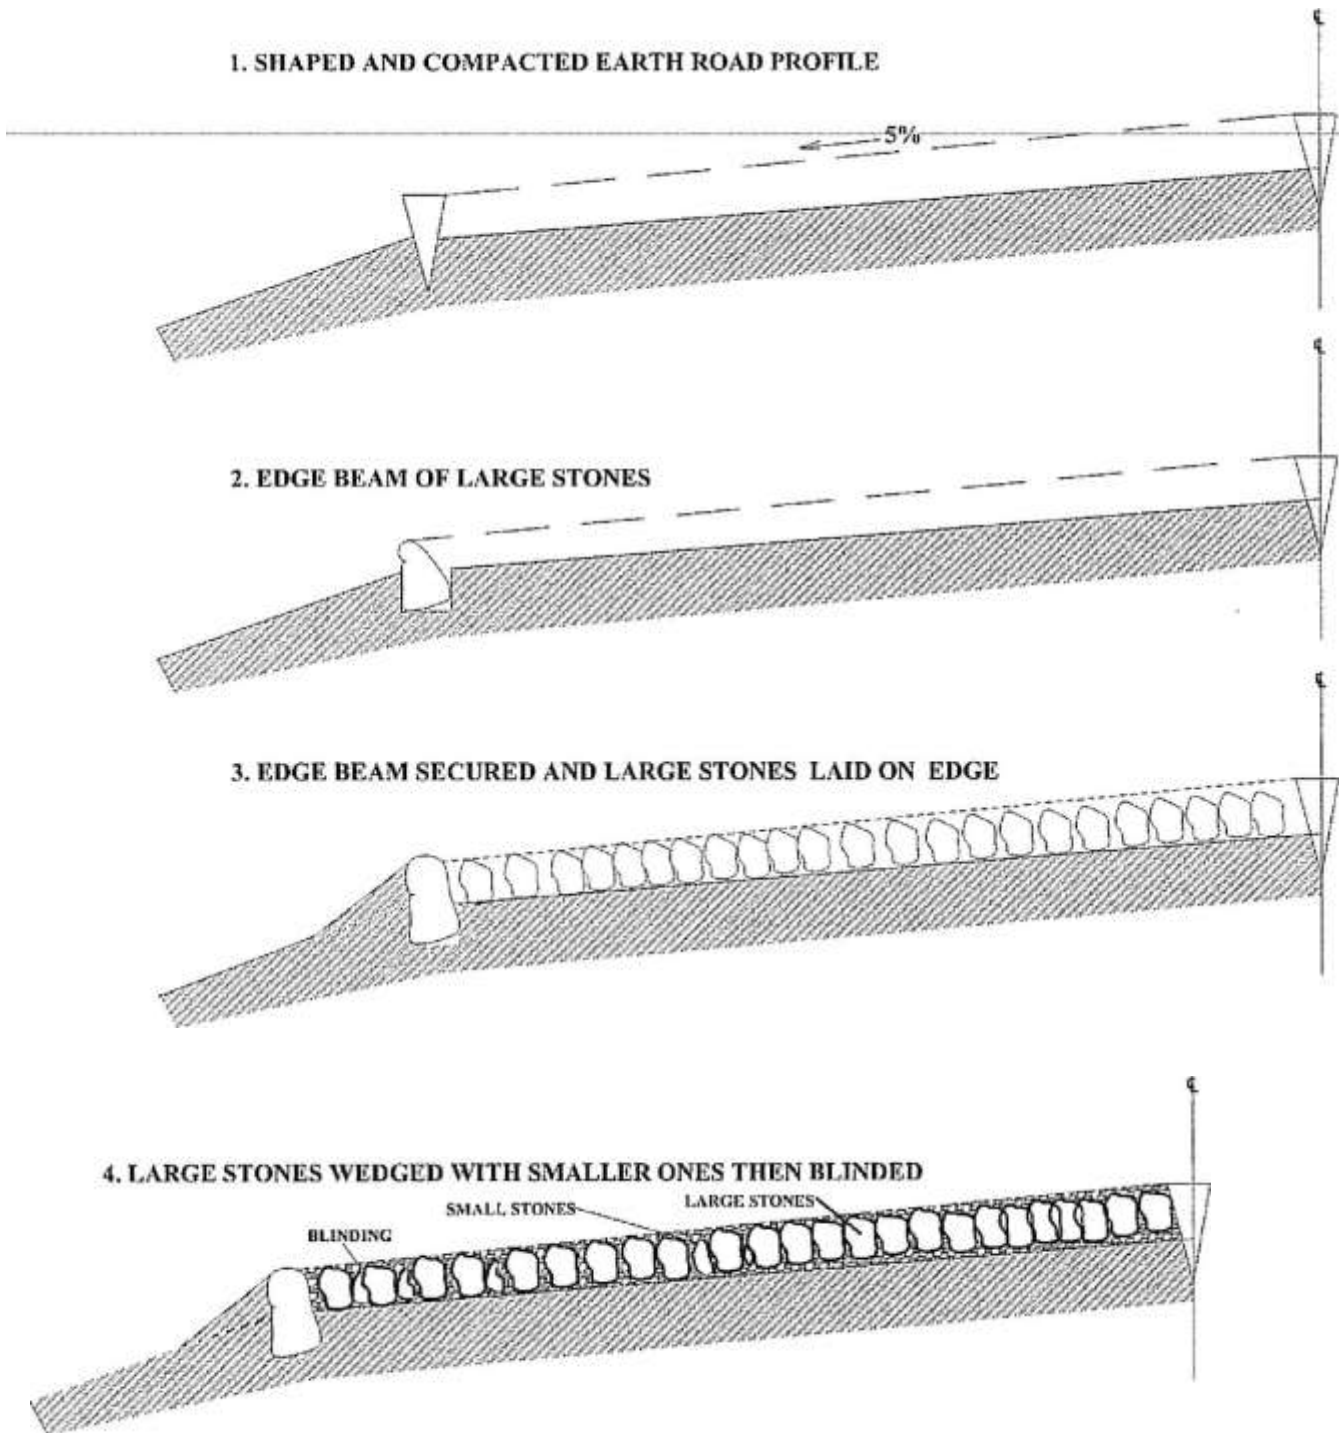 ℄
1. SHAPED AND COMPACTED EARTH ROAD PROFILE
5%
℄
2. EDGE BEAM OF LARGE STONES
℄
3. EDGE BEAM SECURED AND LARGE STONES LAID ON EDGE
℄
4. LARGE STONES WEDGED WITH SMALLER ONES THEN BLINDED
LARGE STONES
SMALL STONES
BLINDING